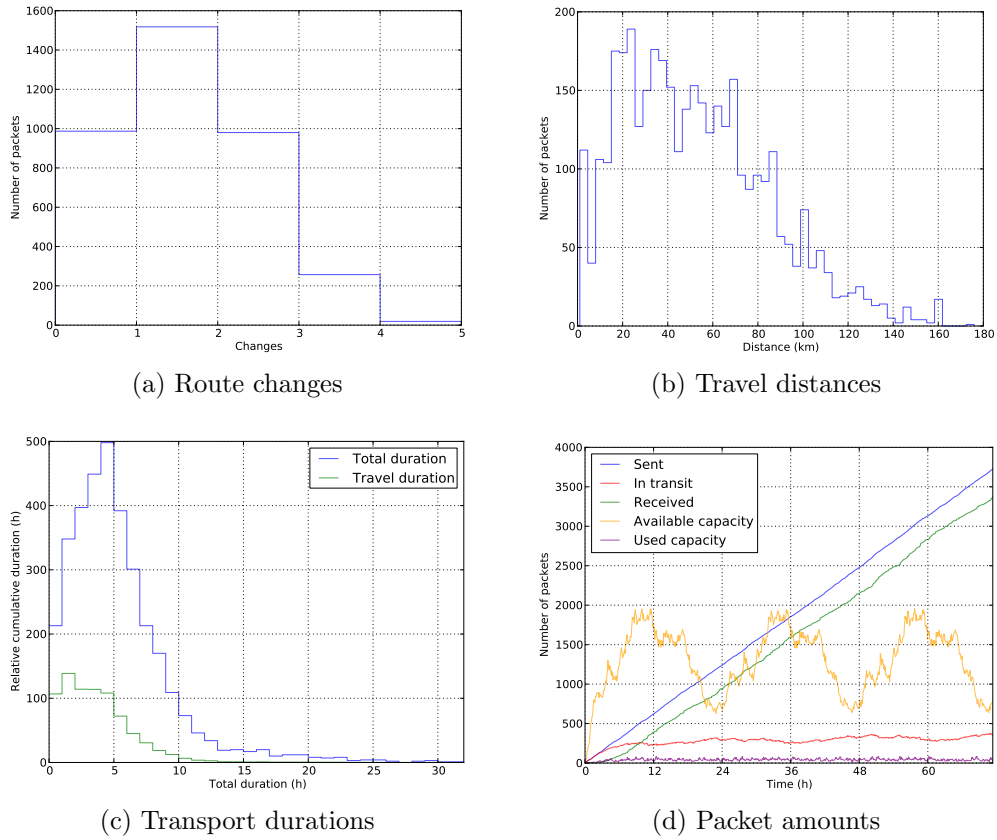 1600
1400
1200
1000
800
600
400
200
0
Number of packets
0 1 2 3 4 5
Changes
(a) Route changes
200
150
100
50
0
Number of packets
0 20 40 60 80 100 120 140 160 180
Distance (km)
(b) Travel distances
500
400
300
200
100
0
Relative cumulative duration (h)
Total duration
Travel duration
0 5 10 15 20 25 30
Total duration (h)
(c) Transport durations
4000
3500
3000
2500
2000
1500
1000
500
0
Number of packets
Sent
In transit
Received
Available capacity
Used capacity
0 12 24 36 48 60
Time (h)
(d) Packet amounts